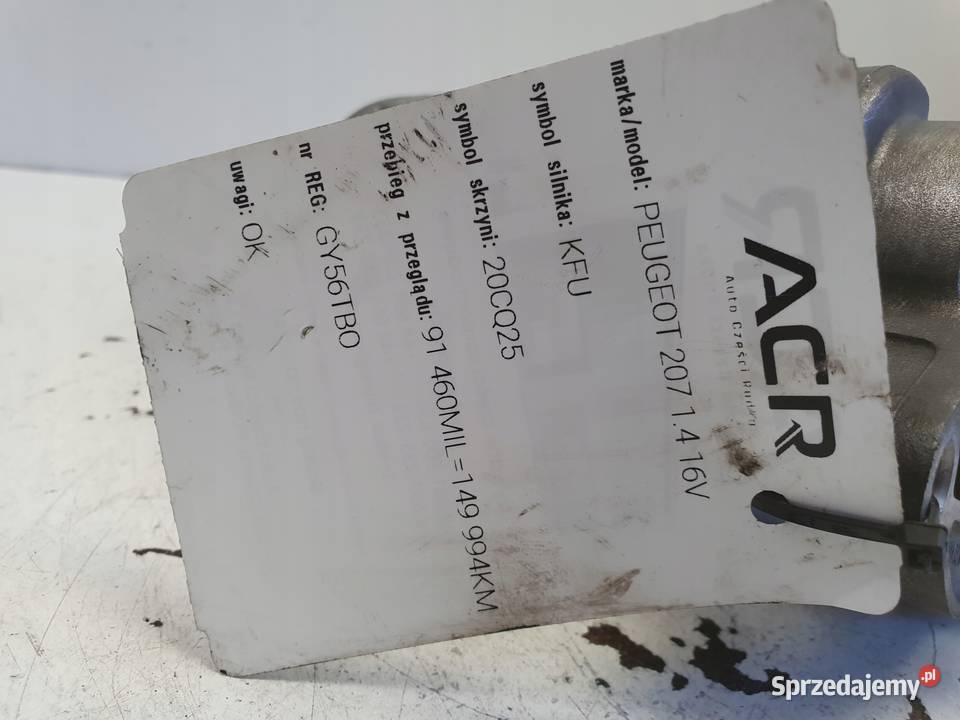 ACR
Auto Części Rudka
marka/model: PEUGEOT 207 1.4 16V
symbol silnika: KFU
symbol skrzyni: 20CQ25
przebieg z przeglądu: 91 460MIL=149 994KM
nr REG: GY56TBO
uwagi: OK
Sprzedajemy.pl